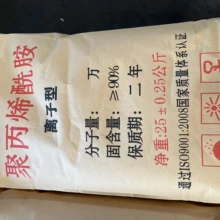 聚丙烯酰胺
离子型
分子量: 万
固含量: ≥90%
保质期: 二年
净重:25±0.25公斤
通过ISO9001:2008国家质量体系认证